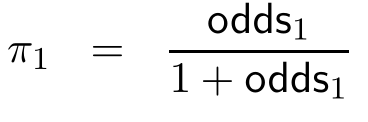 π₁ = odds₁ / (1 + odds₁)